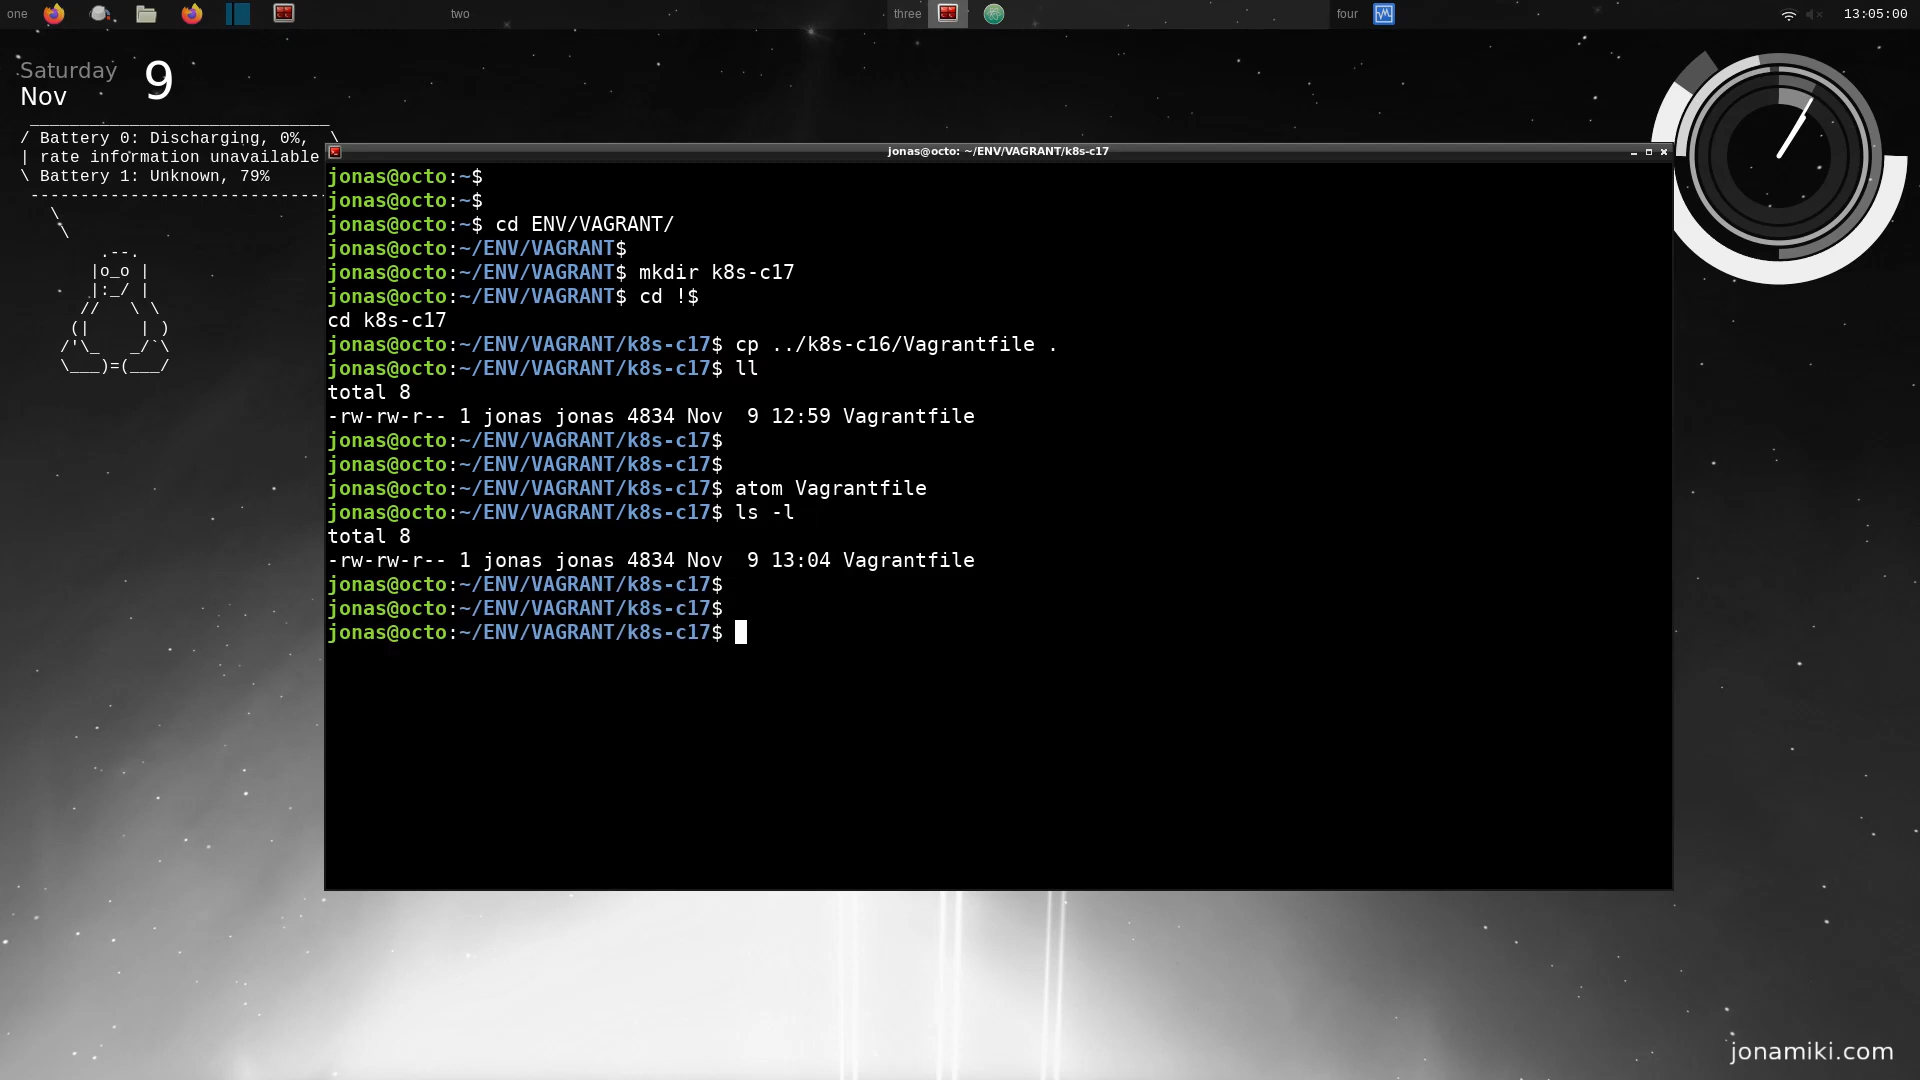 one
two
three
four
13:05:00
Saturday
Nov
9
 ______________________________
/ Battery 0: Discharging, 0%,  \
| rate information unavailable
\ Battery 1: Unknown, 79%
 ------------------------------
   \
    \
        .--.
       |o_o |
       |:_/ |
      //   \ \
     (|     | )
    /'\_   _/`\
    \___)=(___/
jonas@octo: ~/ENV/VAGRANT/k8s-c17
jonas@octo:~$
jonas@octo:~$
jonas@octo:~$ cd ENV/VAGRANT/
jonas@octo:~/ENV/VAGRANT$
jonas@octo:~/ENV/VAGRANT$ mkdir k8s-c17
jonas@octo:~/ENV/VAGRANT$ cd !$
cd k8s-c17
jonas@octo:~/ENV/VAGRANT/k8s-c17$ cp ../k8s-c16/Vagrantfile .
jonas@octo:~/ENV/VAGRANT/k8s-c17$ ll
total 8
-rw-rw-r-- 1 jonas jonas 4834 Nov  9 12:59 Vagrantfile
jonas@octo:~/ENV/VAGRANT/k8s-c17$
jonas@octo:~/ENV/VAGRANT/k8s-c17$
jonas@octo:~/ENV/VAGRANT/k8s-c17$ atom Vagrantfile
jonas@octo:~/ENV/VAGRANT/k8s-c17$ ls -l
total 8
-rw-rw-r-- 1 jonas jonas 4834 Nov  9 13:04 Vagrantfile
jonas@octo:~/ENV/VAGRANT/k8s-c17$
jonas@octo:~/ENV/VAGRANT/k8s-c17$
jonas@octo:~/ENV/VAGRANT/k8s-c17$
jonamiki.com